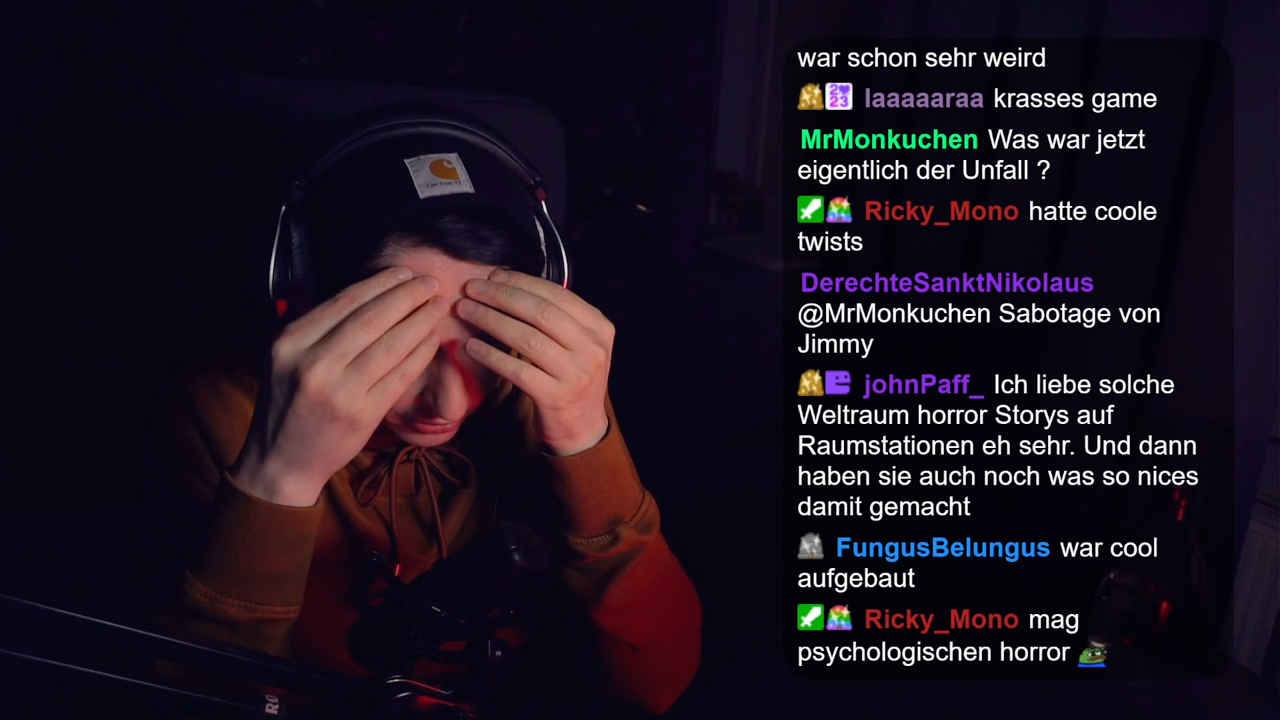 war schon sehr weird
laaaaaraa krasses game
MrMonkuchen Was war jetzt
eigentlich der Unfall ?
Ricky_Mono hatte coole
twists
DerechteSanktNikolaus
@MrMonkuchen Sabotage von
Jimmy
johnPaff_ Ich liebe solche
Weltraum horror Storys auf
Raumstationen eh sehr. Und dann
haben sie auch noch was so nices
damit gemacht
FungusBelungus war cool
aufgebaut
Ricky_Mono mag
psychologischen horror